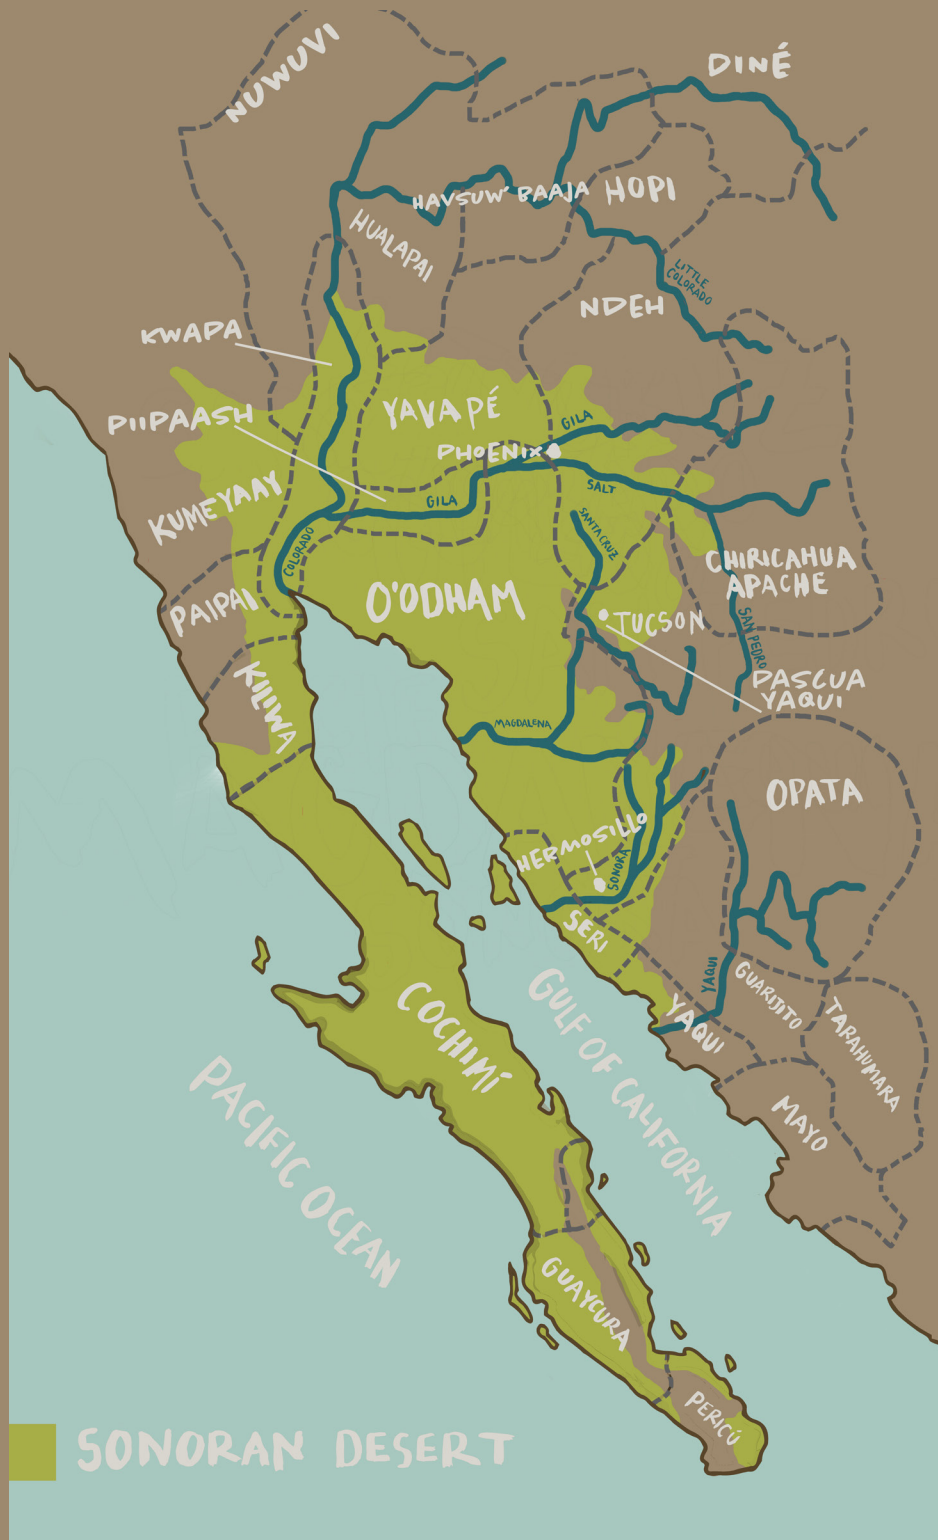 NUWUVI
DINÉ
HAVSUW' BAAJA
HOPI
HUALAPAI
LITTLE
COLORADO
NDEH
KWAPA
YAVAPÉ
PIIPAASH
GILA
PHOENIX
KUMEYAAY
GILA
SALT
SANTA CRUZ
COLORADO
CHIRICAHUA
APACHE
O'ODHAM
PAIPAI
TUCSON
SAN PEDRO
KILIWA
PASCUA
YAQUI
MAGDALENA
OPATA
HERMOSILLO
SONORA
SERI
YAQUI
GUARIJITO
YAQUI
TARAHUMARA
COCHIMÍ
GULF OF CALIFORNIA
MAYO
PACIFIC OCEAN
GUAYCURA
PERICÚ
SONORAN DESERT